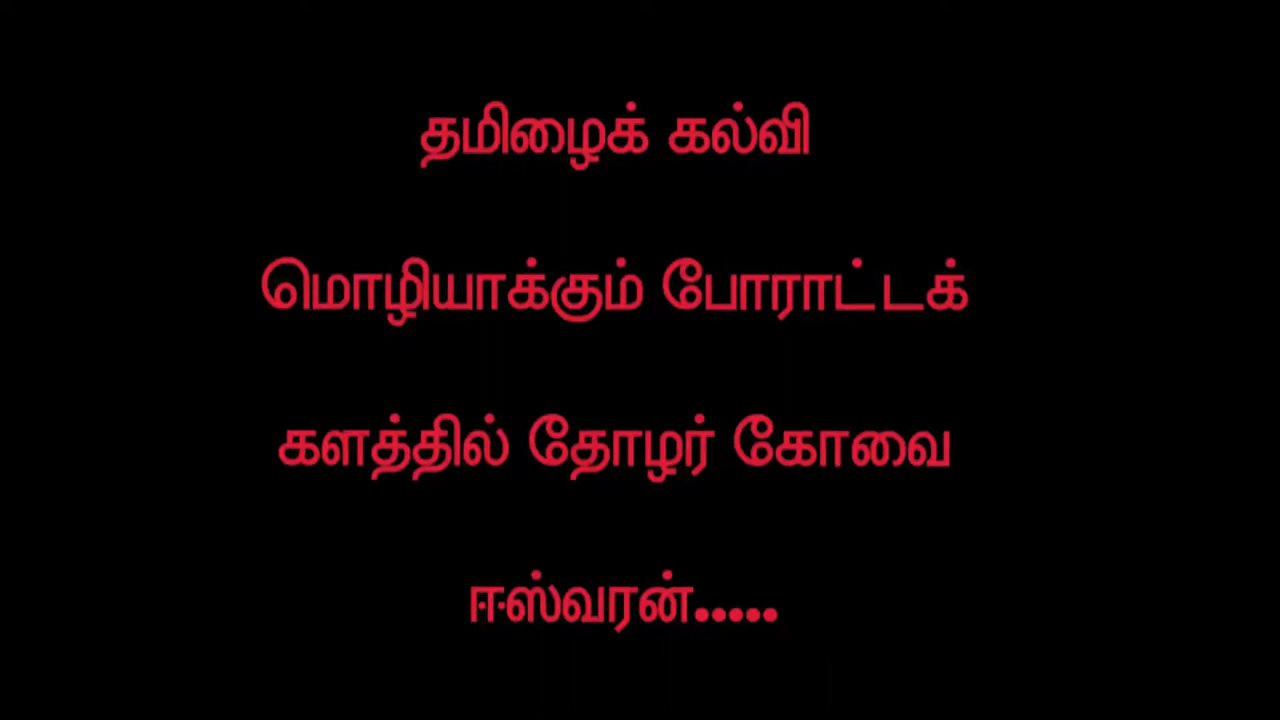 தமிழைக் கல்வி
மொழியாக்கும் போராட்டக்
களத்தில் தோழர் கோவை
ஈஸ்வரன்.....